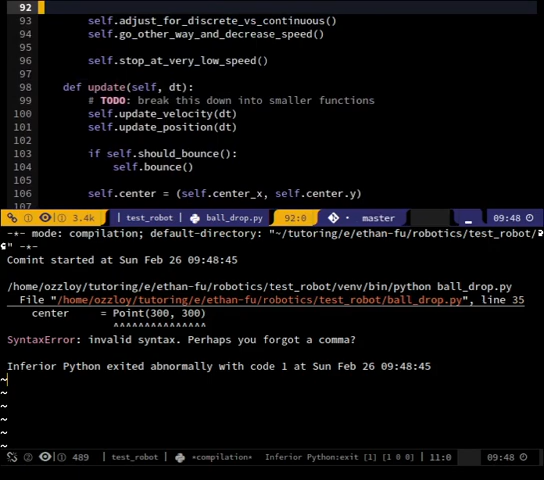 92
93 self.adjust_for_discrete_vs_continuous()
94 self.go_other_way_and_decrease_speed()
95
96 self.stop_at_very_low_speed()
97
98 def update(self, dt):
99 # TODO: break this down into smaller functions
100 self.update_velocity(dt)
101 self.update_position(dt)
102
103 if self.should_bounce():
104 self.bounce()
105
106 self.center = (self.center_x, self.center.y)
107
① ① 3.4k | test_robot ball_drop.py 92:0 • master 09:48
-*- mode: compilation; default-directory: "~/tutoring/e/ethan-fu/robotics/test_robot/
" -*-
Comint started at Sun Feb 26 09:48:45
/home/ozzloy/tutoring/e/ethan-fu/robotics/test_robot/venv/bin/python ball_drop.py
File "/home/ozzloy/tutoring/e/ethan-fu/robotics/test_robot/ball_drop.py", line 35
center = Point(300, 300)
^^^^^^^^^^^^^^^
SyntaxError: invalid syntax. Perhaps you forgot a comma?
Inferior Python exited abnormally with code 1 at Sun Feb 26 09:48:45
~
~
~
~
~
~
② ① 489 | test_robot *compilation* Inferior Python:exit [1] [1 0 0] | 11:0 09:48